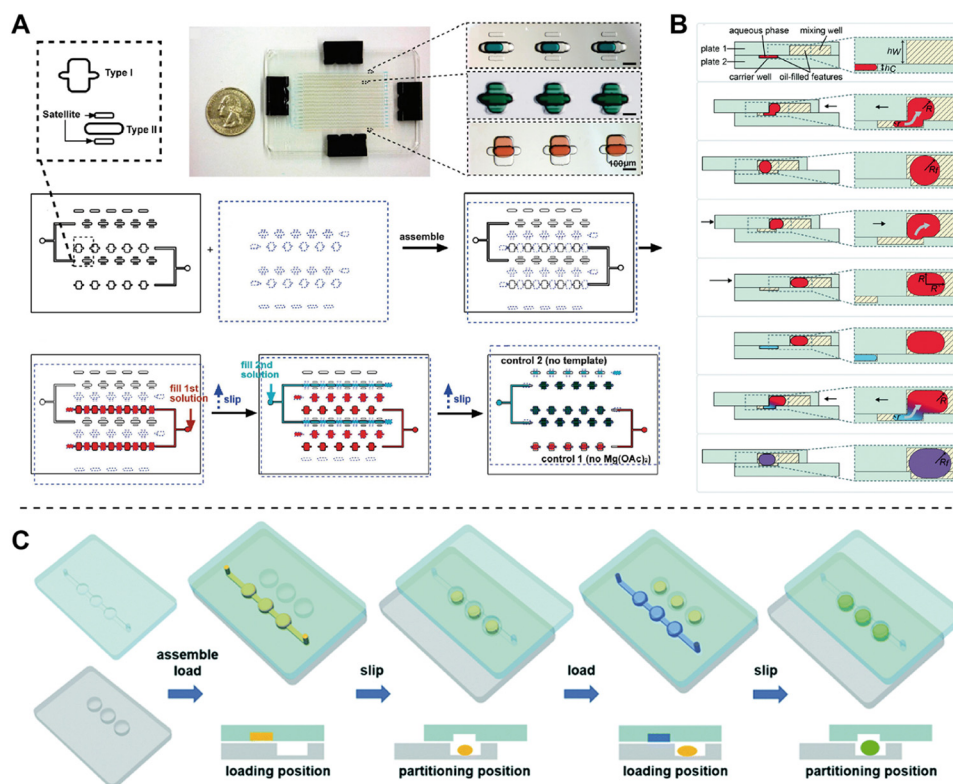 A
Type I
Satellite
Type II
100μm
assemble
+
fill 1st
solution
slip
fill 2nd
solution
slip
control 2 (no template)
control 1 (no Mg(OAc)₂)
B
aqueous phase
mixing well
plate 1
plate 2
carrier well
oil-filled features
hW
hC
R
Rf
R
R
R
Rf
C
assemble
load
slip
load
slip
loading position
partitioning position
loading position
partitioning position